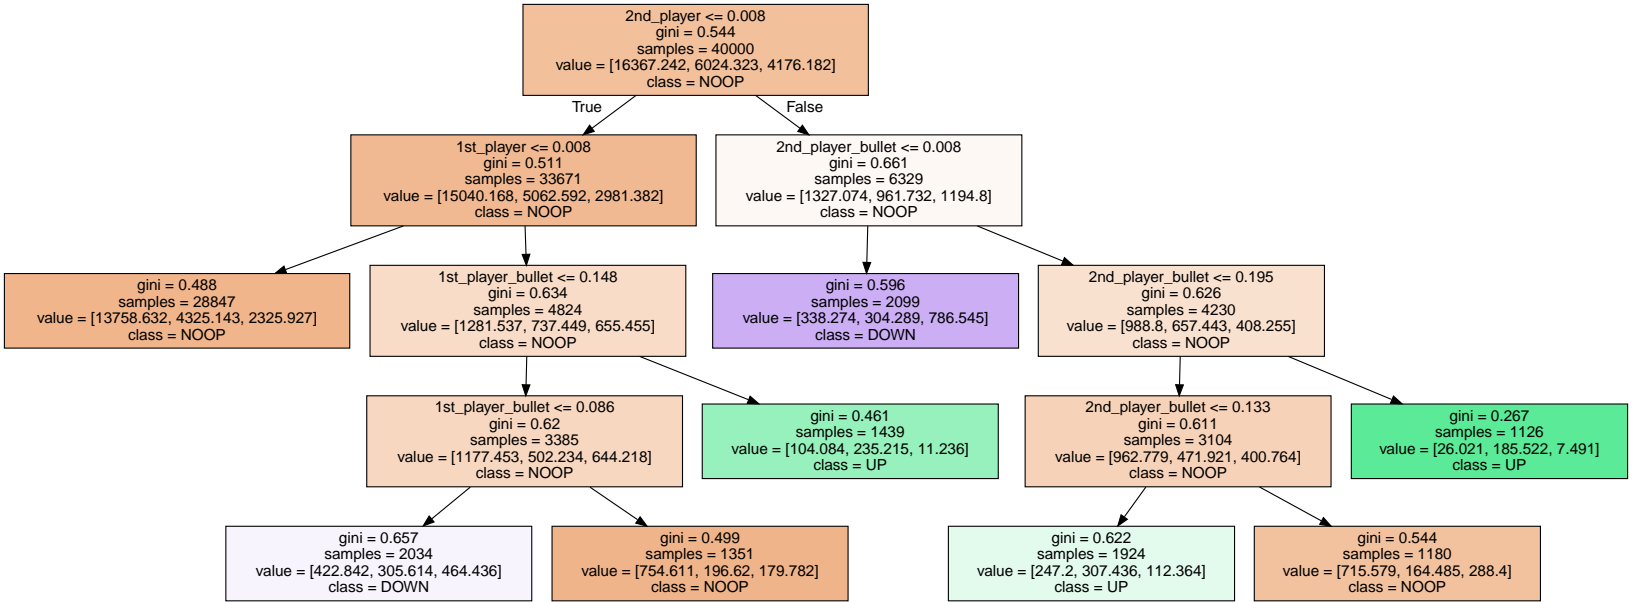 2nd_player <= 0.008
gini = 0.544
samples = 40000
value = [16367.242, 6024.323, 4176.182]
class = NOOP
True
False
1st_player <= 0.008
gini = 0.511
samples = 33671
value = [15040.168, 5062.592, 2981.382]
class = NOOP
2nd_player_bullet <= 0.008
gini = 0.661
samples = 6329
value = [1327.074, 961.732, 1194.8]
class = NOOP
gini = 0.488
samples = 28847
value = [13758.632, 4325.143, 2325.927]
class = NOOP
1st_player_bullet <= 0.148
gini = 0.634
samples = 4824
value = [1281.537, 737.449, 655.455]
class = NOOP
gini = 0.596
samples = 2099
value = [338.274, 304.289, 786.545]
class = DOWN
2nd_player_bullet <= 0.195
gini = 0.626
samples = 4230
value = [988.8, 657.443, 408.255]
class = NOOP
1st_player_bullet <= 0.086
gini = 0.62
samples = 3385
value = [1177.453, 502.234, 644.218]
class = NOOP
gini = 0.461
samples = 1439
value = [104.084, 235.215, 11.236]
class = UP
2nd_player_bullet <= 0.133
gini = 0.611
samples = 3104
value = [962.779, 471.921, 400.764]
class = NOOP
gini = 0.267
samples = 1126
value = [26.021, 185.522, 7.491]
class = UP
gini = 0.657
samples = 2034
value = [422.842, 305.614, 464.436]
class = DOWN
gini = 0.499
samples = 1351
value = [754.611, 196.62, 179.782]
class = NOOP
gini = 0.622
samples = 1924
value = [247.2, 307.436, 112.364]
class = UP
gini = 0.544
samples = 1180
value = [715.579, 164.485, 288.4]
class = NOOP